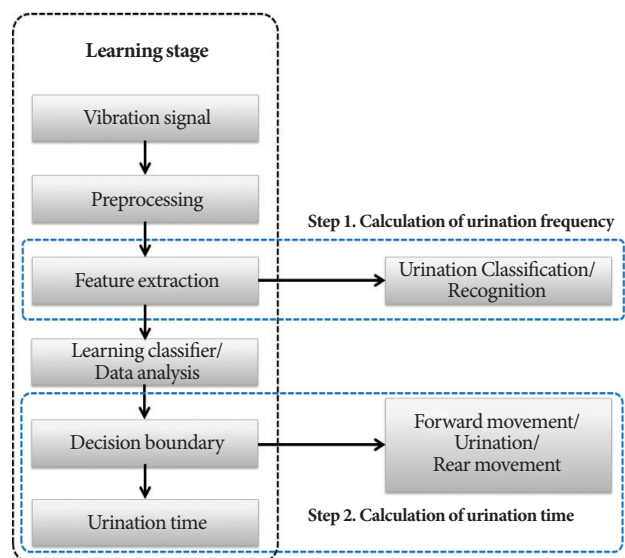 Learning stage
Vibration signal
Preprocessing
Step 1. Calculation of urination frequency
Feature extraction
Urination Classification/
Recognition
Learning classifier/
Data analysis
Decision boundary
Forward movement/
Urination/
Rear movement
Urination time
Step 2. Calculation of urination time